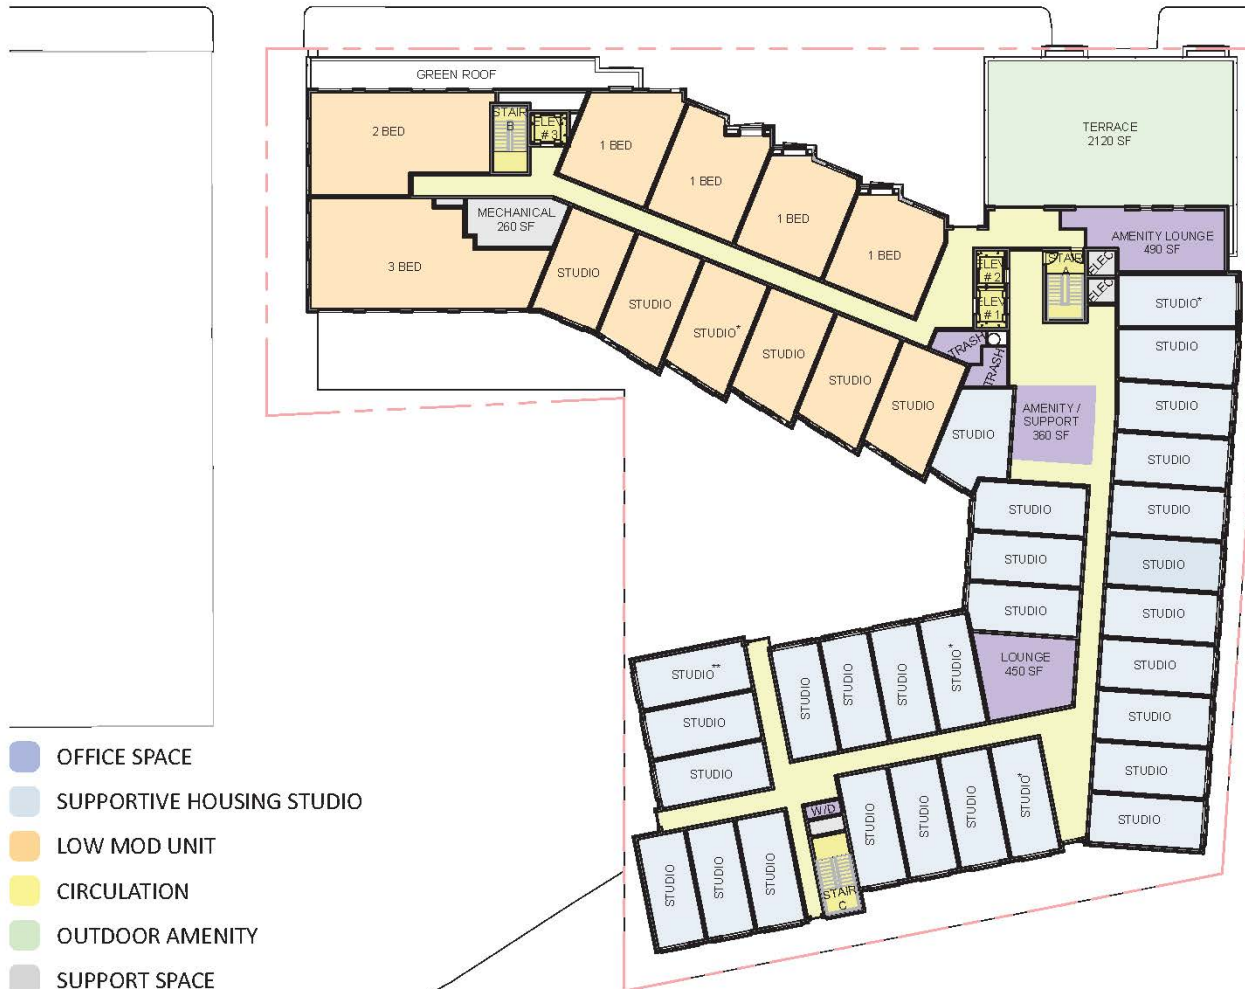 GREEN ROOF
2 BED
STAIR
B
ELEV
#3
1 BED
1 BED
1 BED
1 BED
MECHANICAL
260 SF
3 BED
STUDIO
STUDIO
STUDIO*
STUDIO
STUDIO
STUDIO
TERRACE
2120 SF
AMENITY LOUNGE
490 SF
ELEV
#2
ELEV
#1
STAIR
A
ELEC
ELEC
TRASH
TRASH
AMENITY /
SUPPORT
360 SF
STUDIO
STUDIO*
STUDIO
STUDIO
STUDIO
STUDIO
STUDIO
STUDIO
STUDIO
STUDIO
STUDIO
STUDIO
STUDIO
STUDIO
STUDIO
LOUNGE
450 SF
STUDIO**
STUDIO
STUDIO
STUDIO
STUDIO
STUDIO
STUDIO*
STUDIO
STUDIO
STUDIO
W/D
STAIR
C
STUDIO
STUDIO
STUDIO
STUDIO*
OFFICE SPACE
SUPPORTIVE HOUSING STUDIO
LOW MOD UNIT
CIRCULATION
OUTDOOR AMENITY
SUPPORT SPACE